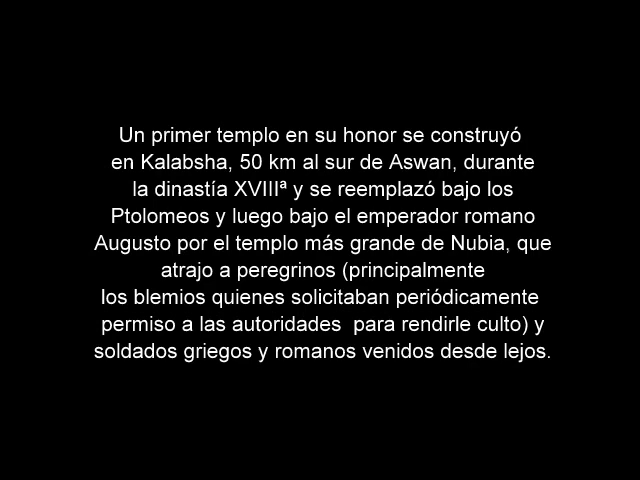 Un primer templo en su honor se construyó
en Kalabsha, 50 km al sur de Aswan, durante
la dinastía XVIIIª y se reemplazó bajo los
Ptolomeos y luego bajo el emperador romano
Augusto por el templo más grande de Nubia, que
atrajo a peregrinos (principalmente
los blemios quienes solicitaban periódicamente
permiso a las autoridades  para rendirle culto) y
soldados griegos y romanos venidos desde lejos.